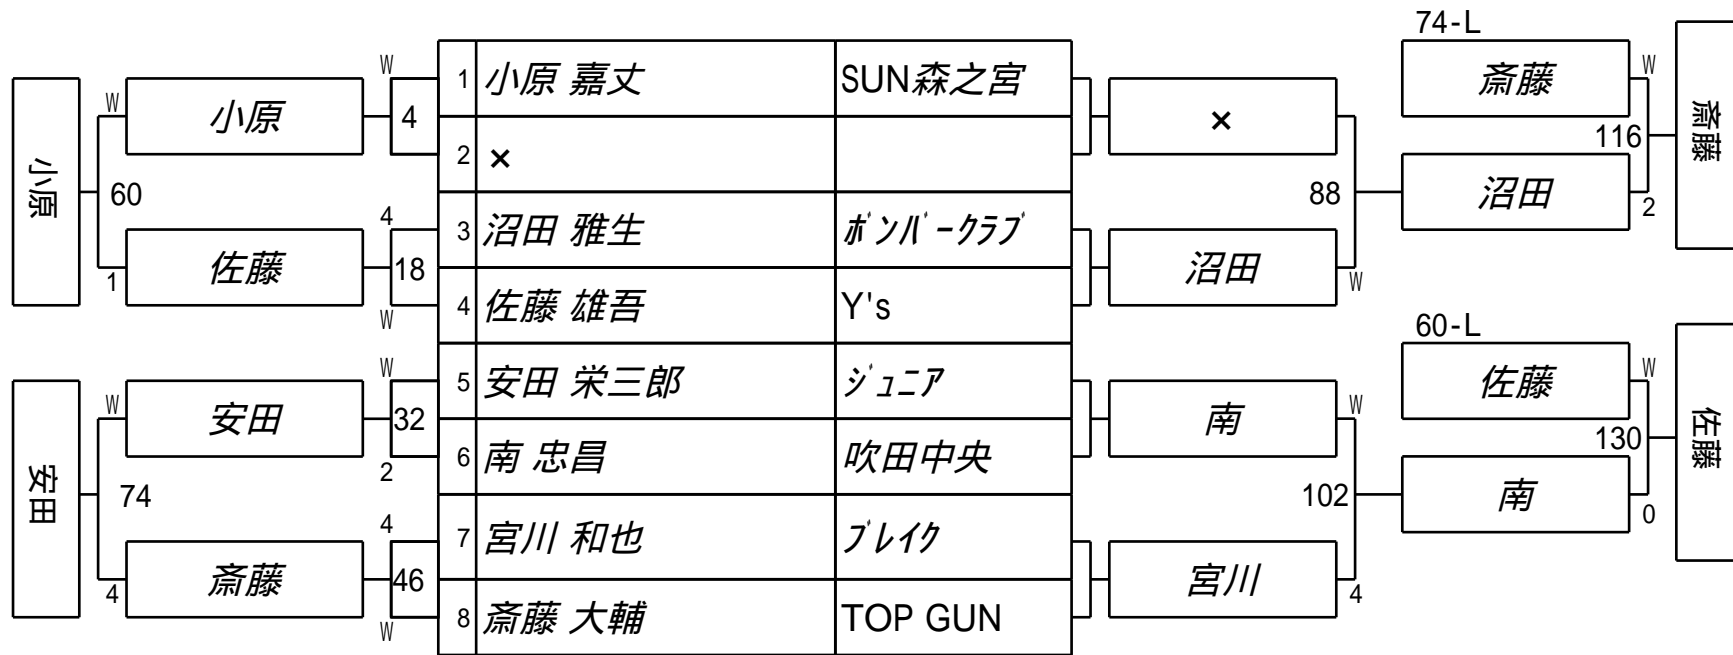 74-L
W
1 小原 嘉丈 SUN森之宮
W
小原
4
×
斎藤
W
斎藤
2 ×
116
小原
60
88
沼田
2
4
3 沼田 雅生 ボンバークラブ
佐藤
1
18
沼田
W
4 佐藤 雄吾 Y's
W
60-L
W
5 安田 栄三郎 ジュニア
W
安田
32
南
W
佐藤
W
佐藤
6 南 忠昌 吹田中央
2
130
安田
74
102
南
0
4
7 宮川 和也 ブレイク
斎藤
4
46
宮川
4
8 斎藤 大輔 TOP GUN
W